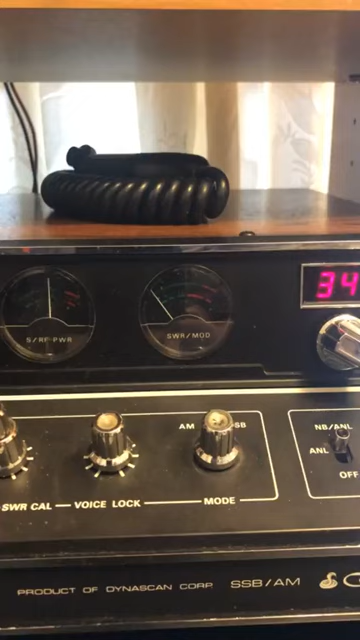 34
S/RF PWR
SWR/MOD
AM
SB
NB/ANL
ANL
OFF
SWR CAL
VOICE LOCK
MODE
PRODUCT OF DYNASCAN CORP.
SSB/AM